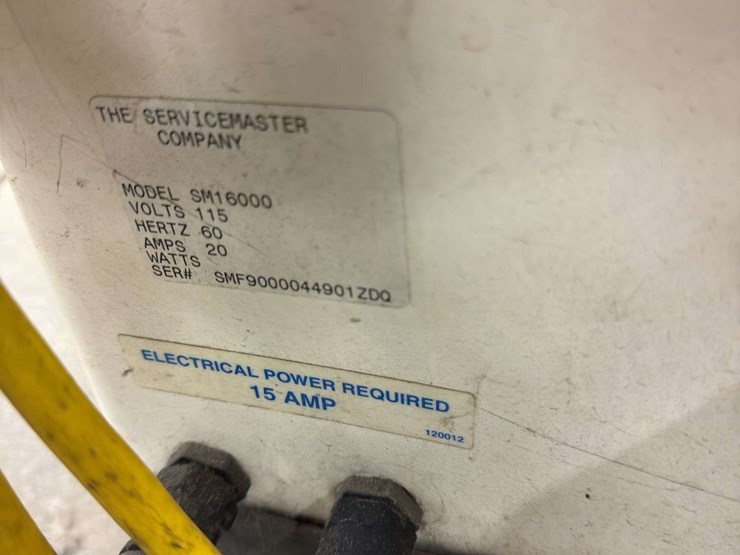 THE SERVICEMASTER
COMPANY
MODEL SM16000
VOLTS 115
HERTZ 60
AMPS 20
WATTS
SER# SMF9000044901ZDQ
ELECTRICAL POWER REQUIRED
15 AMP
120012